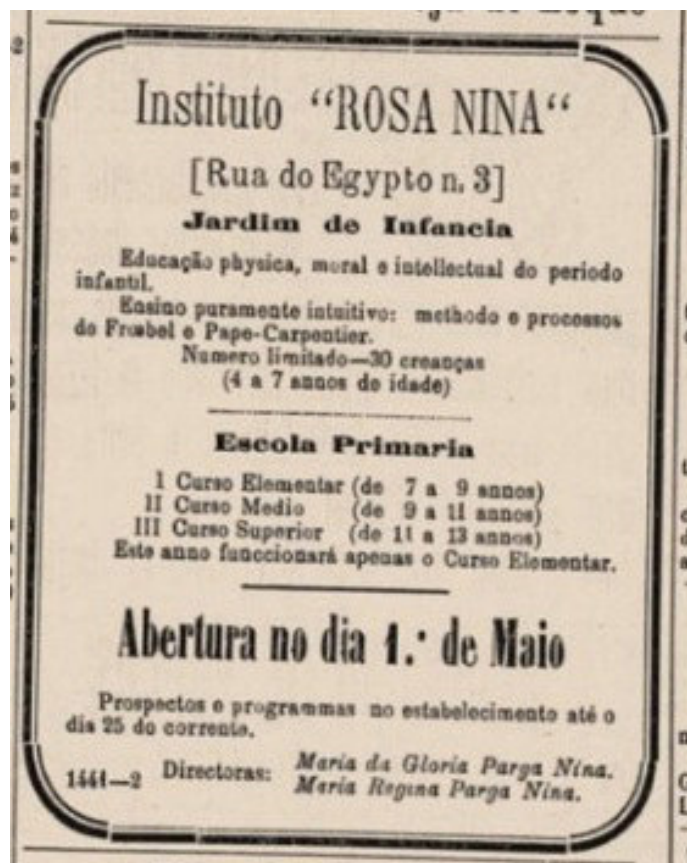 Instituto “ROSA NINA“
[Rua do Egypto n. 3]
Jardim de Infancia
Educação physica, moral e intellectual do periodo
infantil.
Ensino puramente intuitivo: methodo e processos
de Frœbel e Pape-Carpentier.
Numero limitado—30 creanças
(4 a 7 annos de idade)
Escola Primaria
I Curso Elementar (de 7 a 9 annos)
II Curso Medio (de 9 a 11 annos)
III Curso Superior (de 11 a 13 annos)
Este anno funccionará apenas o Curso Elementar.
Abertura no dia 1.º de Maio
Prospectos e programmas no estabelecimento até o
dia 25 do corrente.
1441—2 Directoras: Maria da Gloria Parga Nina.
Maria Regina Parga Nina.